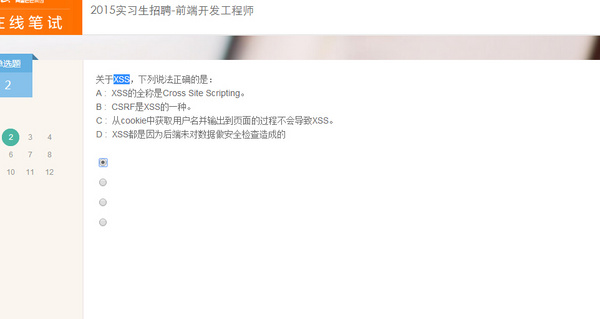 在线笔试
2015实习生招聘-前端开发工程师
单选题
2
2 3 4
6 7 8
10 11 12
关于XSS，下列说法正确的是：
A： XSS的全称是Cross Site Scripting。
B： CSRF是XSS的一种。
C： 从cookie中获取用户名并输出到页面的过程不会导致XSS。
D： XSS都是因为后端未对数据做安全检查造成的